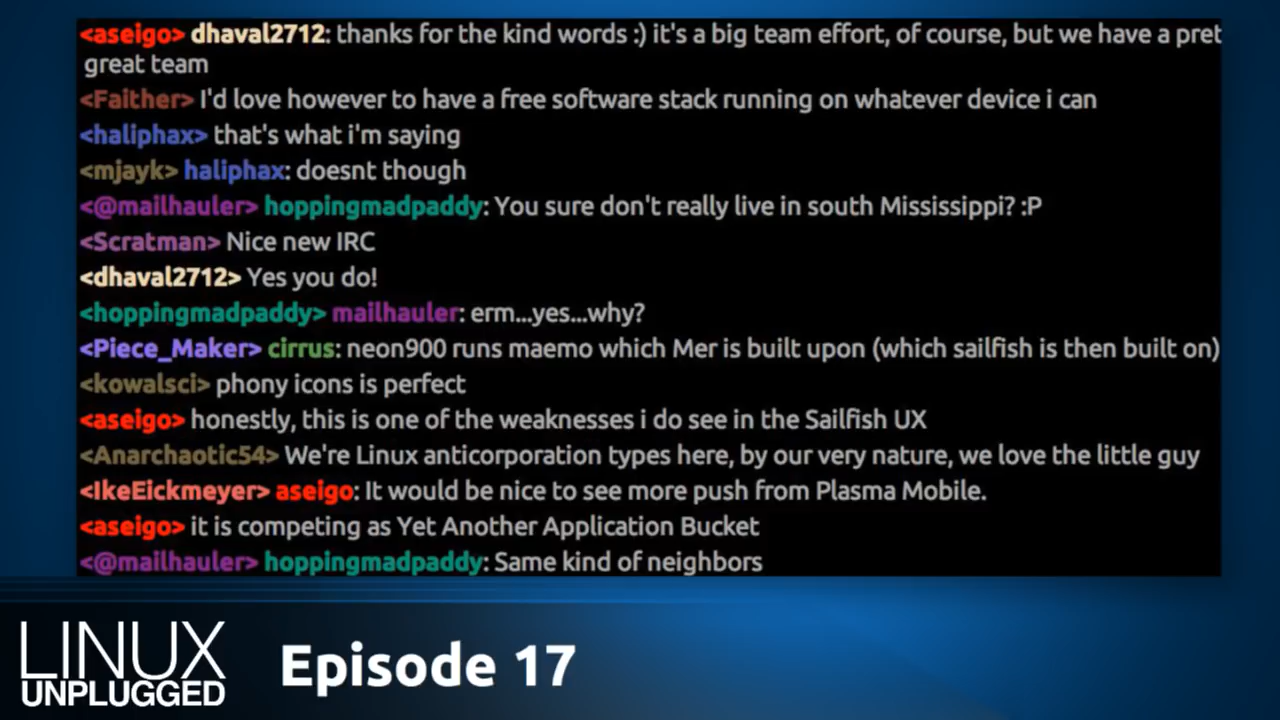 <aseigo> dhaval2712: thanks for the kind words :) it's a big team effort, of course, but we have a pret
great team
<Faither> I'd love however to have a free software stack running on whatever device i can
<haliphax> that's what i'm saying
<mjayk> haliphax: doesnt though
<@mailhauler> hoppingmadpaddy: You sure don't really live in south Mississippi? :P
<Scratman> Nice new IRC
<dhaval2712> Yes you do!
<hoppingmadpaddy> mailhauler: erm...yes...why?
<Piece_Maker> cirrus: neon900 runs maemo which Mer is built upon (which sailfish is then built on)
<kowalsci> phony icons is perfect
<aseigo> honestly, this is one of the weaknesses i do see in the Sailfish UX
<Anarchaotic54> We're Linux anticorporation types here, by our very nature, we love the little guy
<IkeEickmeyer> aseigo: It would be nice to see more push from Plasma Mobile.
<aseigo> it is competing as Yet Another Application Bucket
<@mailhauler> hoppingmadpaddy: Same kind of neighbors
LINUX
UNPLUGGED
Episode 17